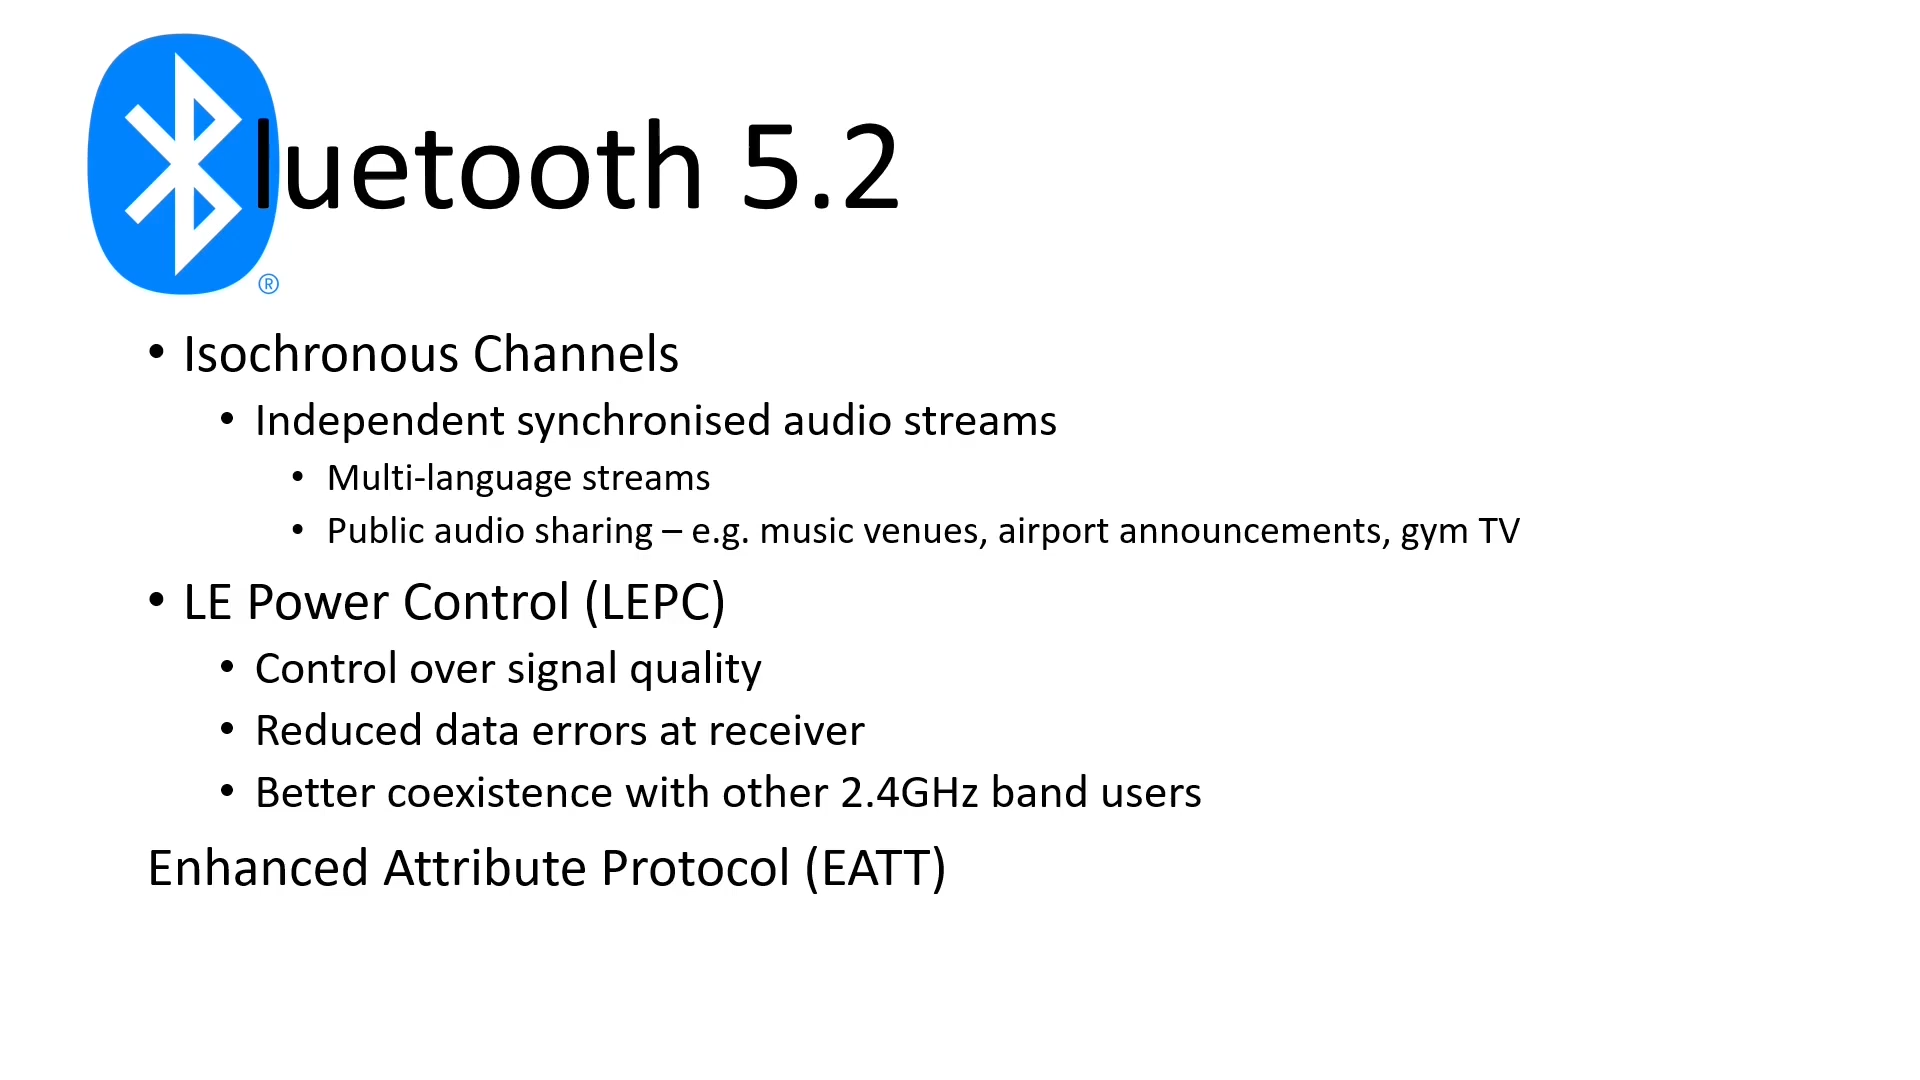 luetooth 5.2
®
• Isochronous Channels
• Independent synchronised audio streams
• Multi-language streams
• Public audio sharing – e.g. music venues, airport announcements, gym TV
• LE Power Control (LEPC)
• Control over signal quality
• Reduced data errors at receiver
• Better coexistence with other 2.4GHz band users
Enhanced Attribute Protocol (EATT)